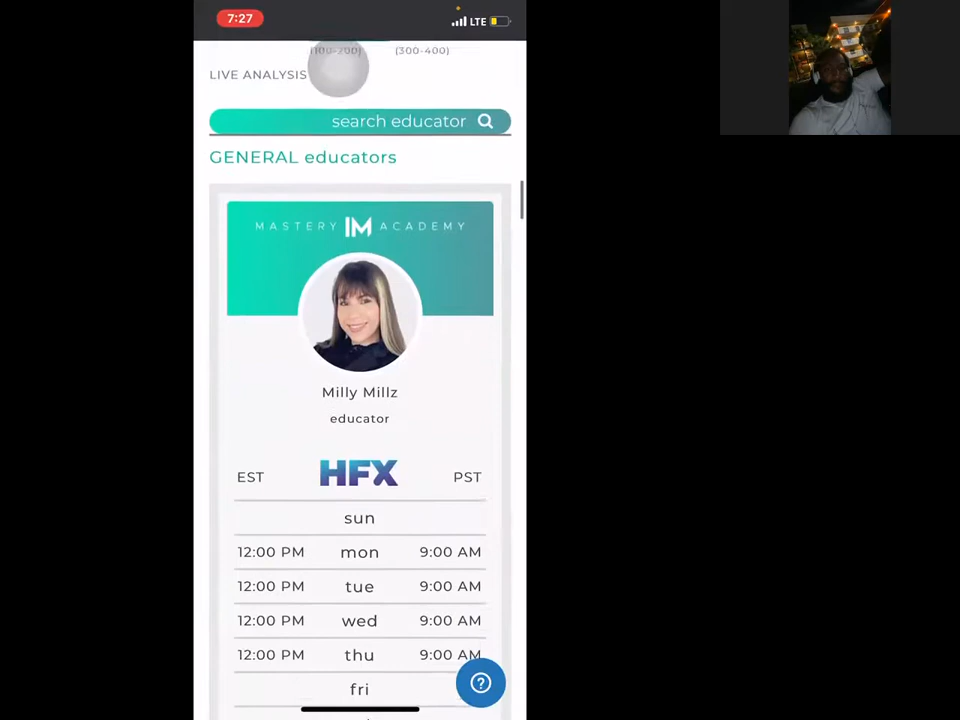 7:27
LTE
(100-200) (300-400)
LIVE ANALYSIS
search educator
GENERAL educators
MASTERY IM ACADEMY
Milly Millz
educator
EST HFX PST
sun
12:00 PM mon 9:00 AM
12:00 PM tue 9:00 AM
12:00 PM wed 9:00 AM
12:00 PM thu 9:00 AM
fri
?